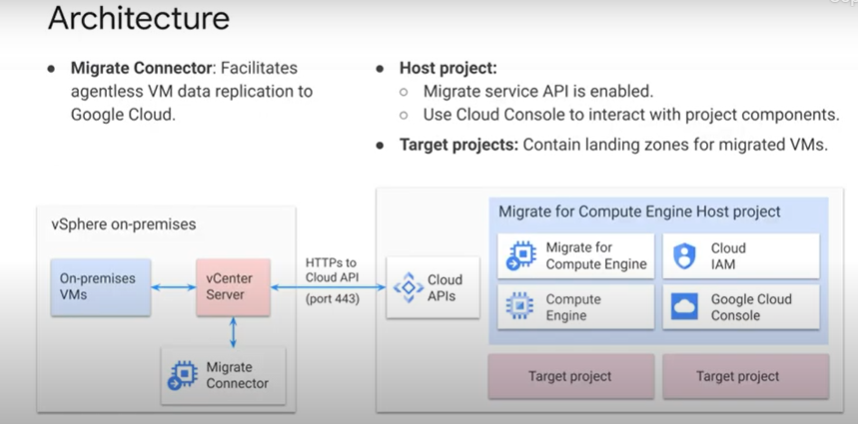 Architecture
Migrate Connector: Facilitates
agentless VM data replication to
Google Cloud.
Host project:
Migrate service API is enabled.
Use Cloud Console to interact with project components.
Target projects: Contain landing zones for migrated VMs.
vSphere on-premises
On-premises
VMs
vCenter
Server
Migrate
Connector
HTTPs to
Cloud API
(port 443)
Cloud
APIs
Migrate for Compute Engine Host project
Migrate for
Compute Engine
Cloud
IAM
Compute
Engine
Google Cloud
Console
Target project
Target project